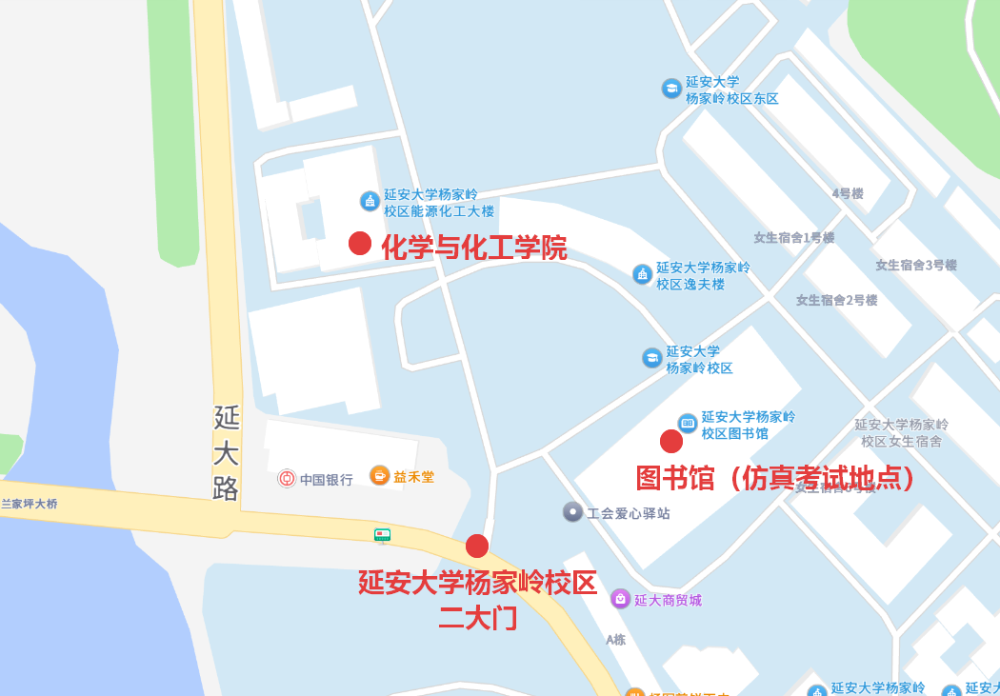 延安大学
杨家岭校区东区
延安大学杨家岭
校区能源化工大楼
4号楼
化学与化工学院
女生宿舍1号楼
女生宿舍3号楼
延安大学杨家岭
校区逸夫楼
女生宿舍2号楼
延安大学
杨家岭校区
延大路
延安大学杨家岭
校区图书馆
延安大学杨家岭
校区女生宿舍
中国银行
益禾堂
图书馆（仿真考试地点）
兰家坪大桥
工会爱心驿站
延安大学杨家岭校区
二大门
延大商贸城
A栋
延安大学杨家岭
延安大